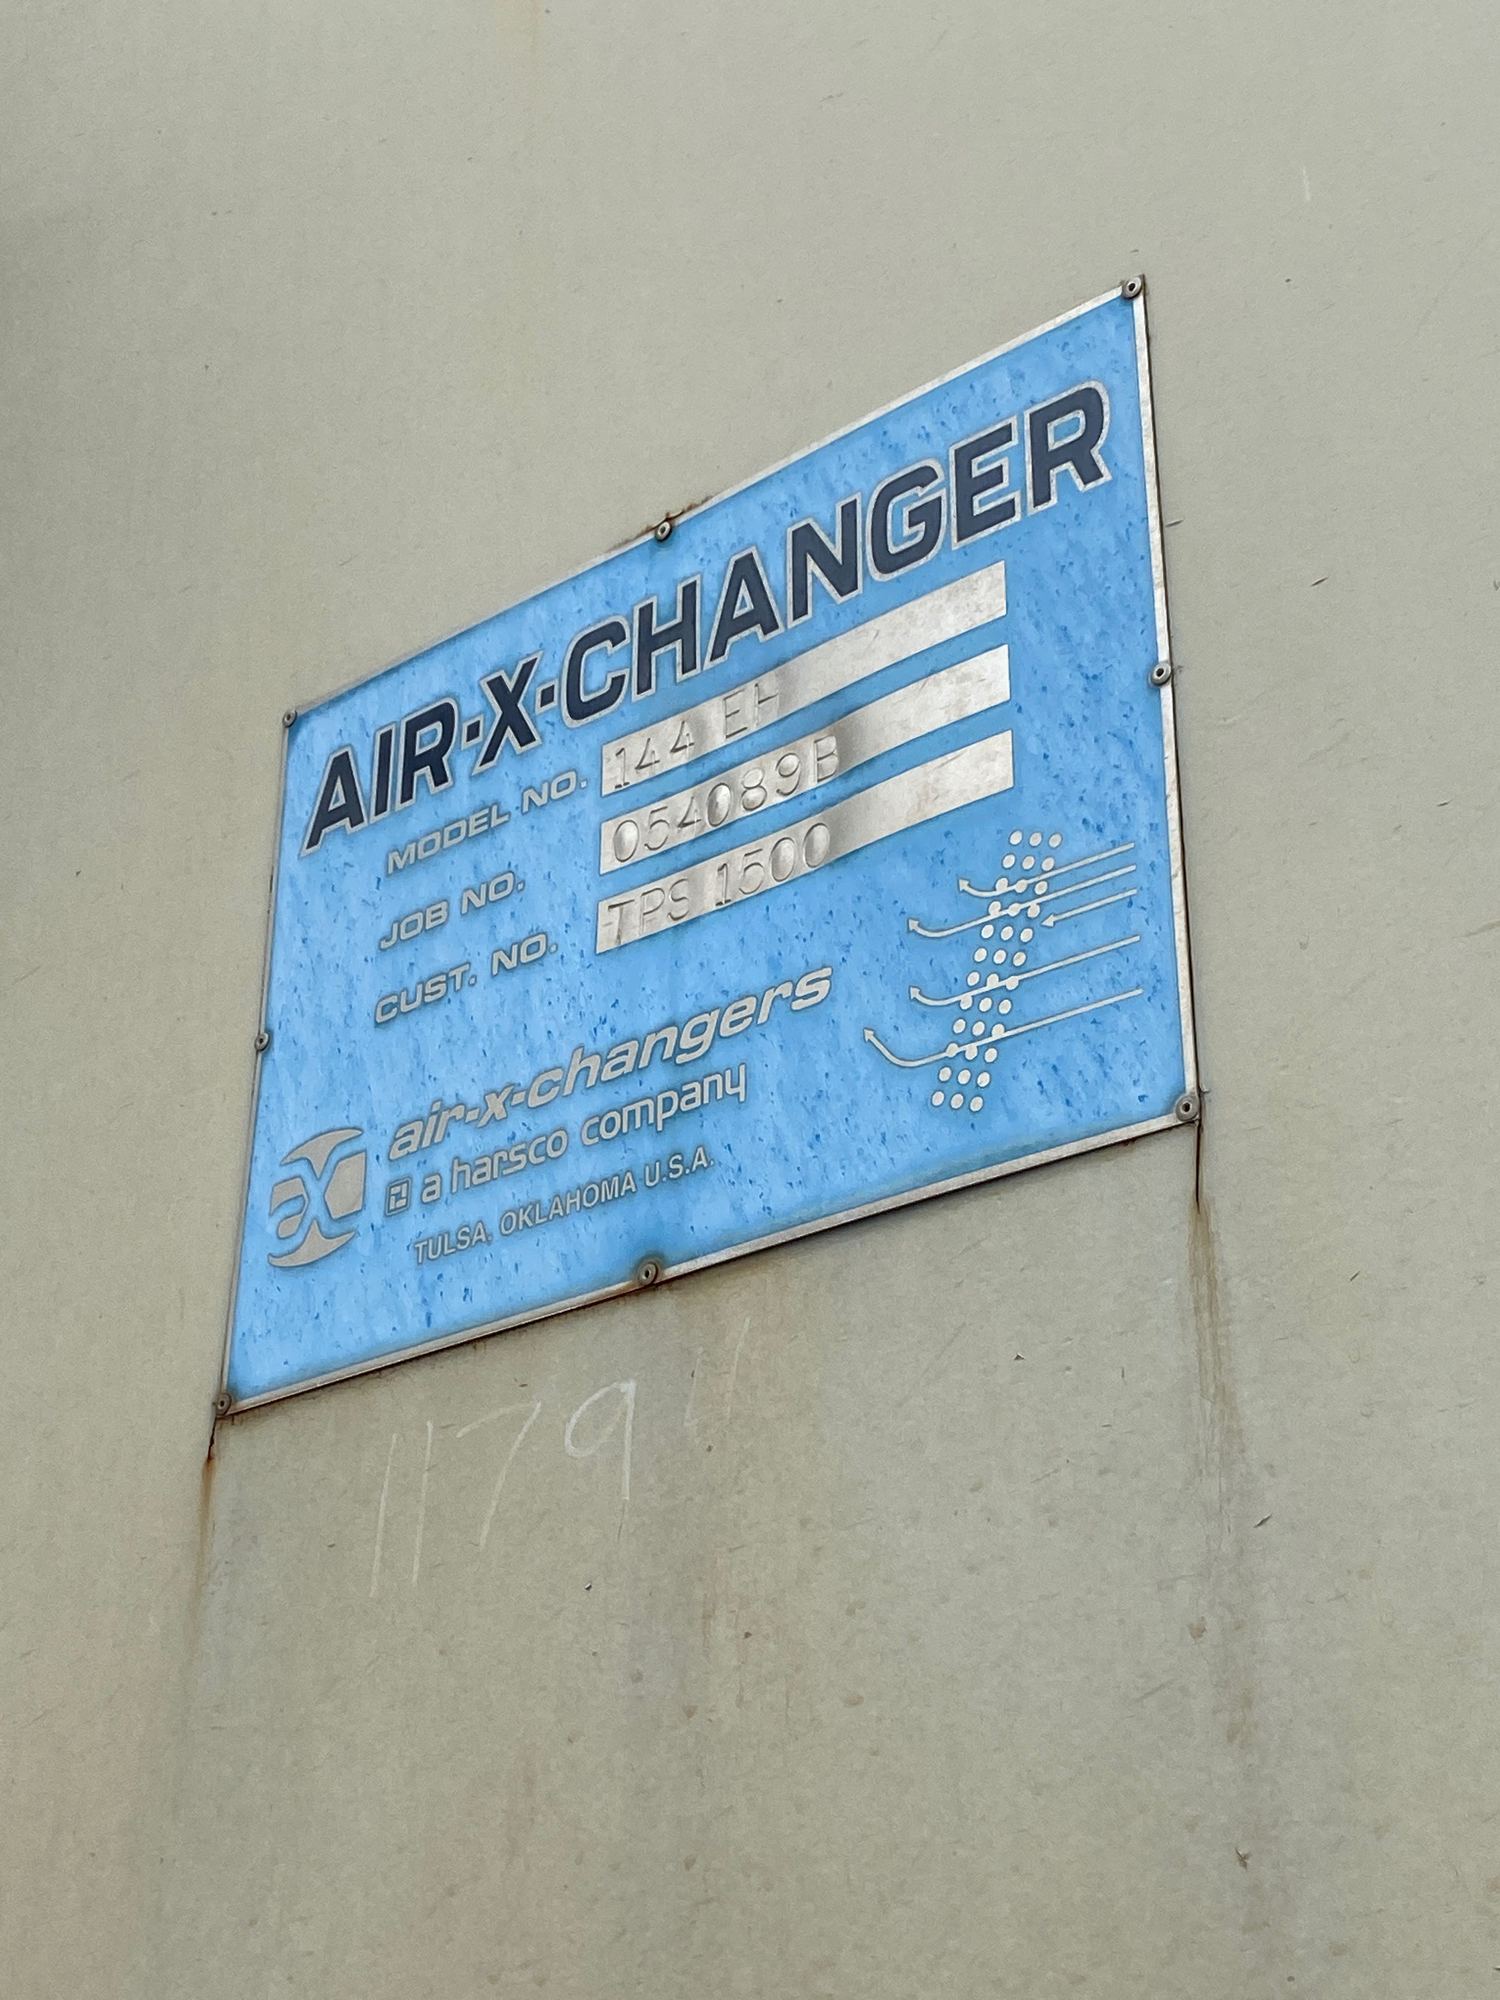 AIR-X-CHANGER
MODEL NO. 144 EH
JOB NO. 054089B
CUST. NO. TPS 1500
air-x-changers
a harsco company
TULSA, OKLAHOMA U.S.A.
1179